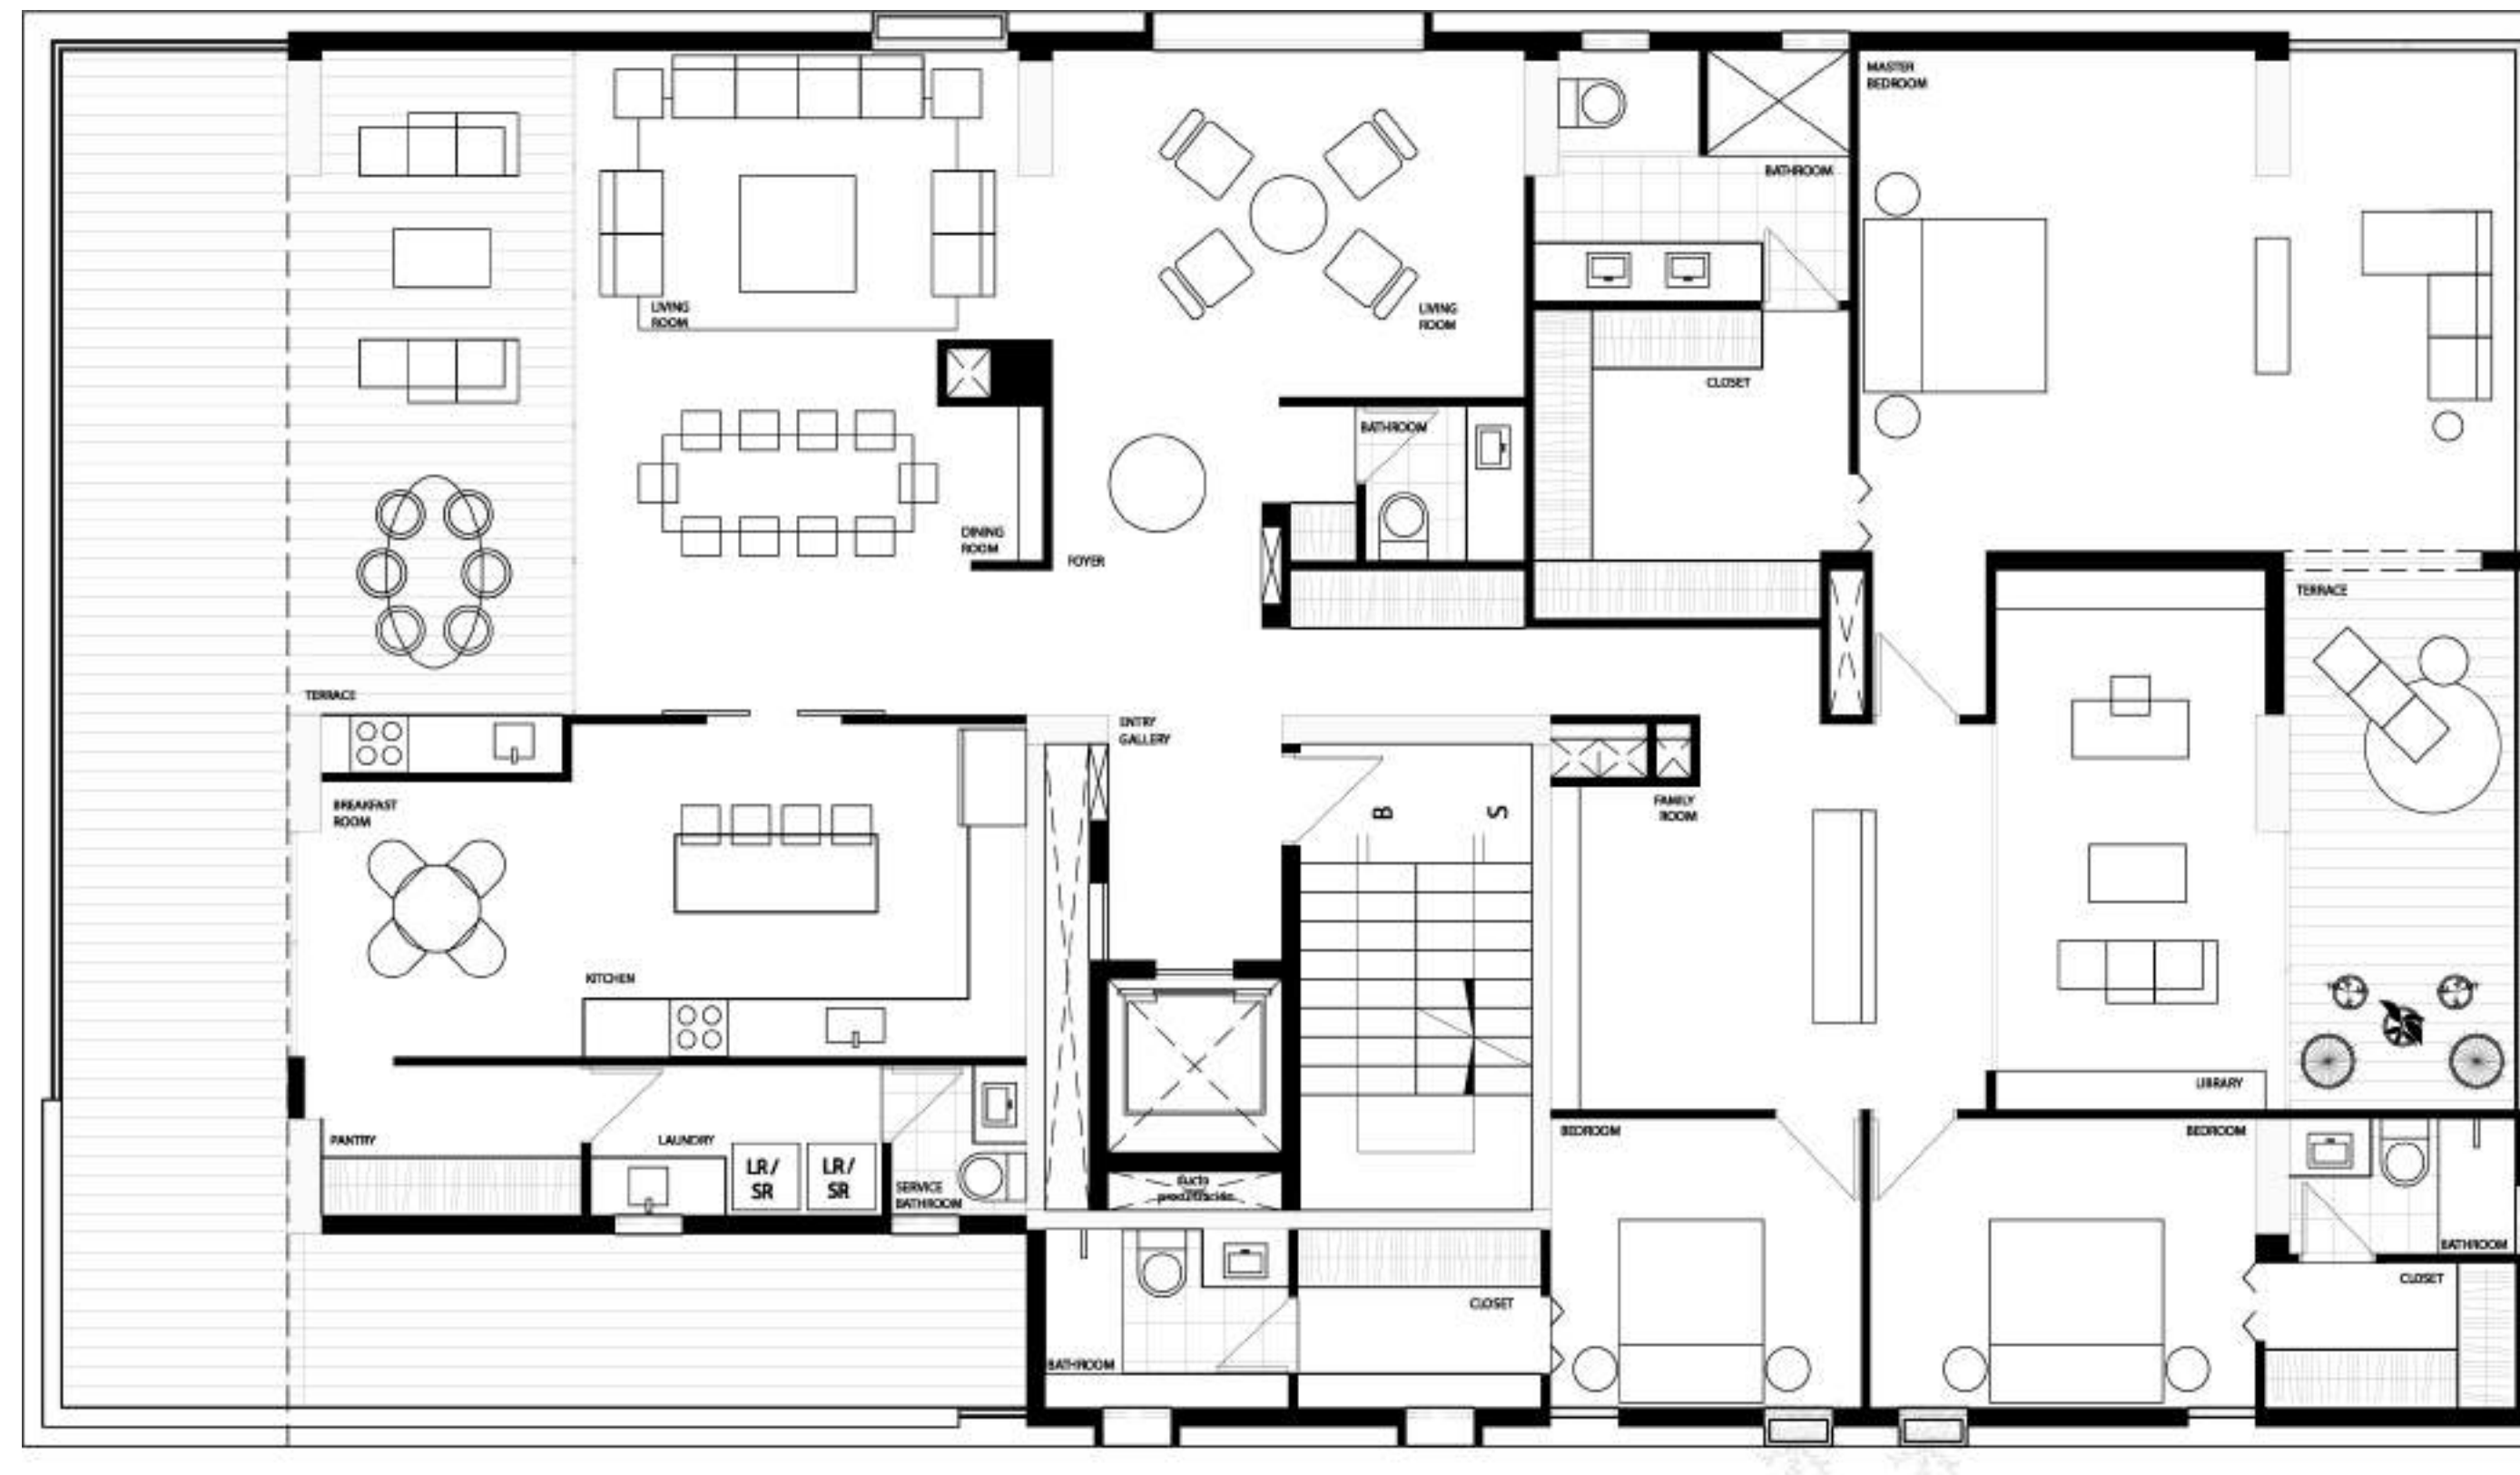 MASTER
BEDROOM
BATHROOM
LIVING
ROOM
LIVING
ROOM
CLOSET
BATHROOM
DINING
ROOM
FOYER
TERRACE
TERRACE
ENTRY
GALLERY
BREAKFAST
ROOM
FAMILY
ROOM
B
S
KITCHEN
LIBRARY
PANTRY
LAUNDRY
LR/
SR
LR/
SR
SERVICE
BATHROOM
ducto
BEDROOM
BEDROOM
BATHROOM
CLOSET
CLOSET
BATHROOM